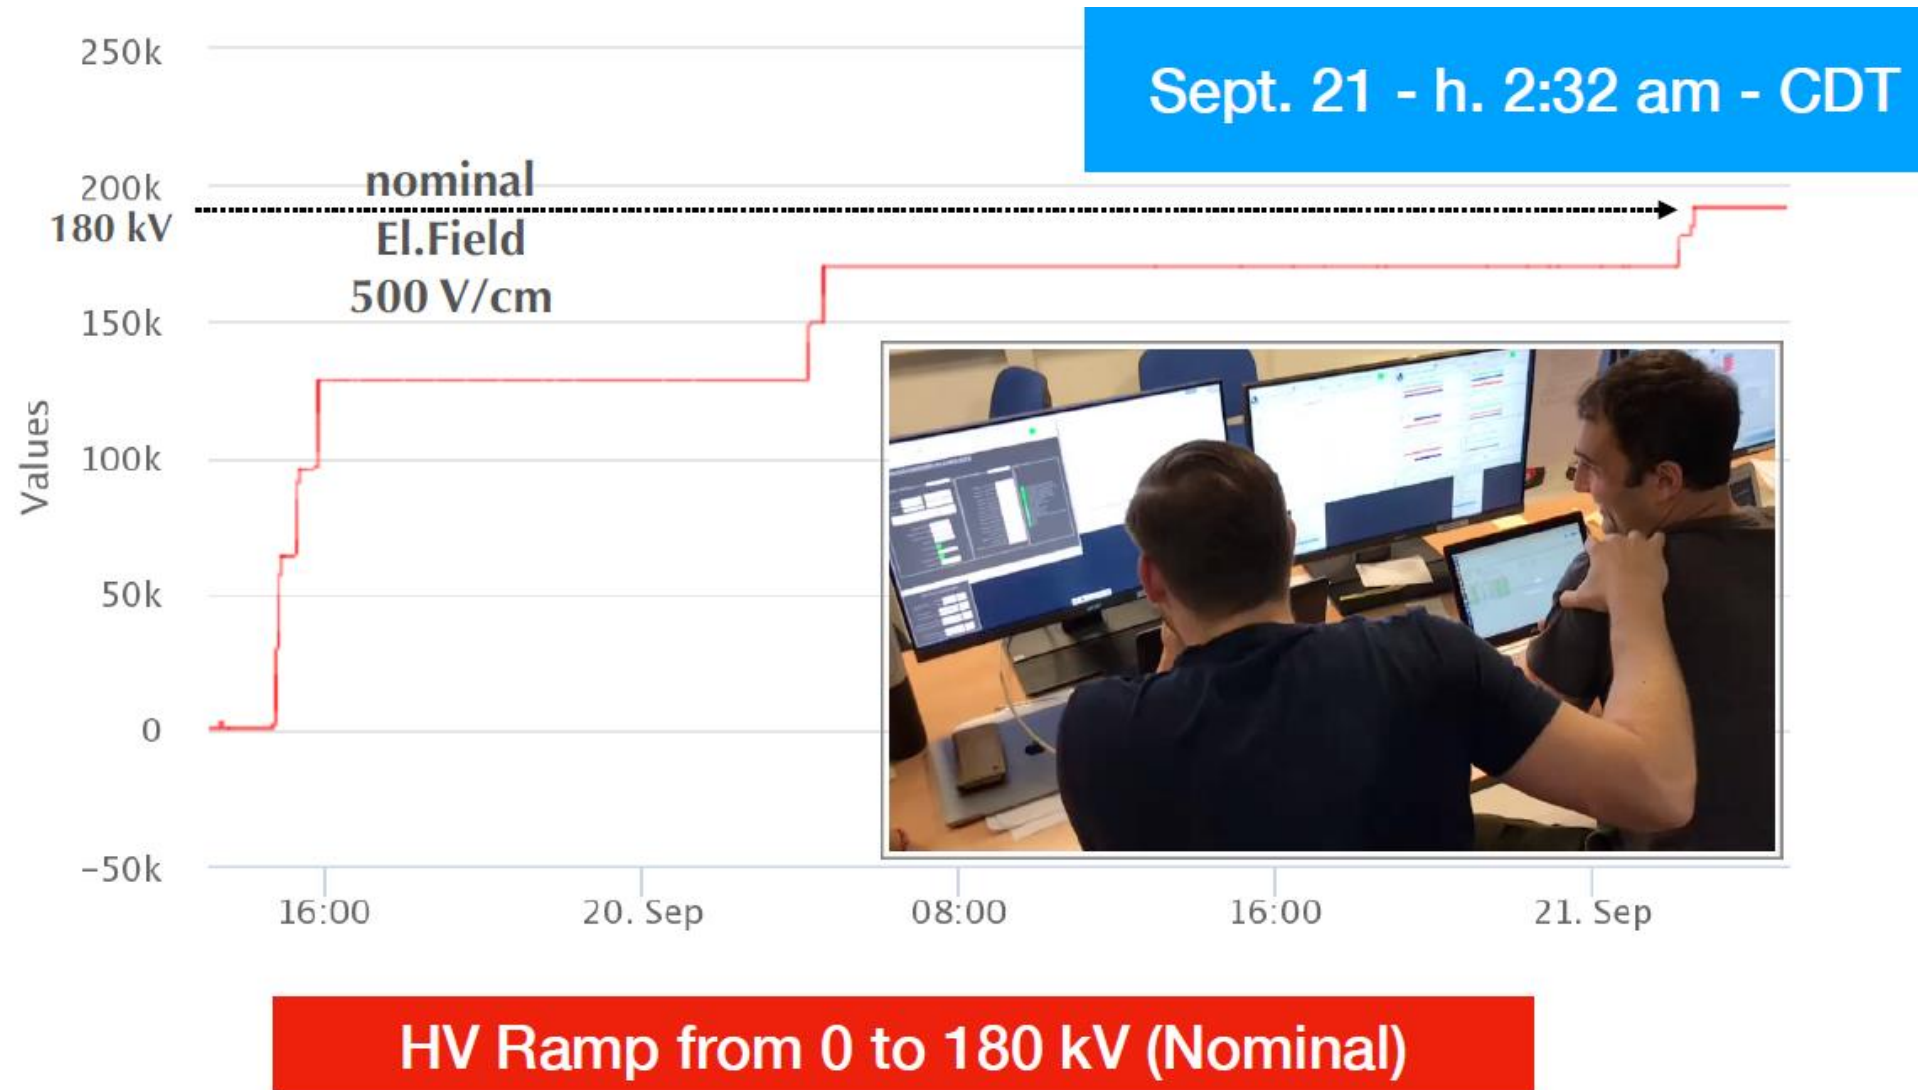 250k
Sept. 21 - h. 2:32 am - CDT
200k
nominal
180 kV
El.Field
500 V/cm
150k
100k
Values
50k
0
−50k
16:00
20. Sep
08:00
16:00
21. Sep
HV Ramp from 0 to 180 kV (Nominal)